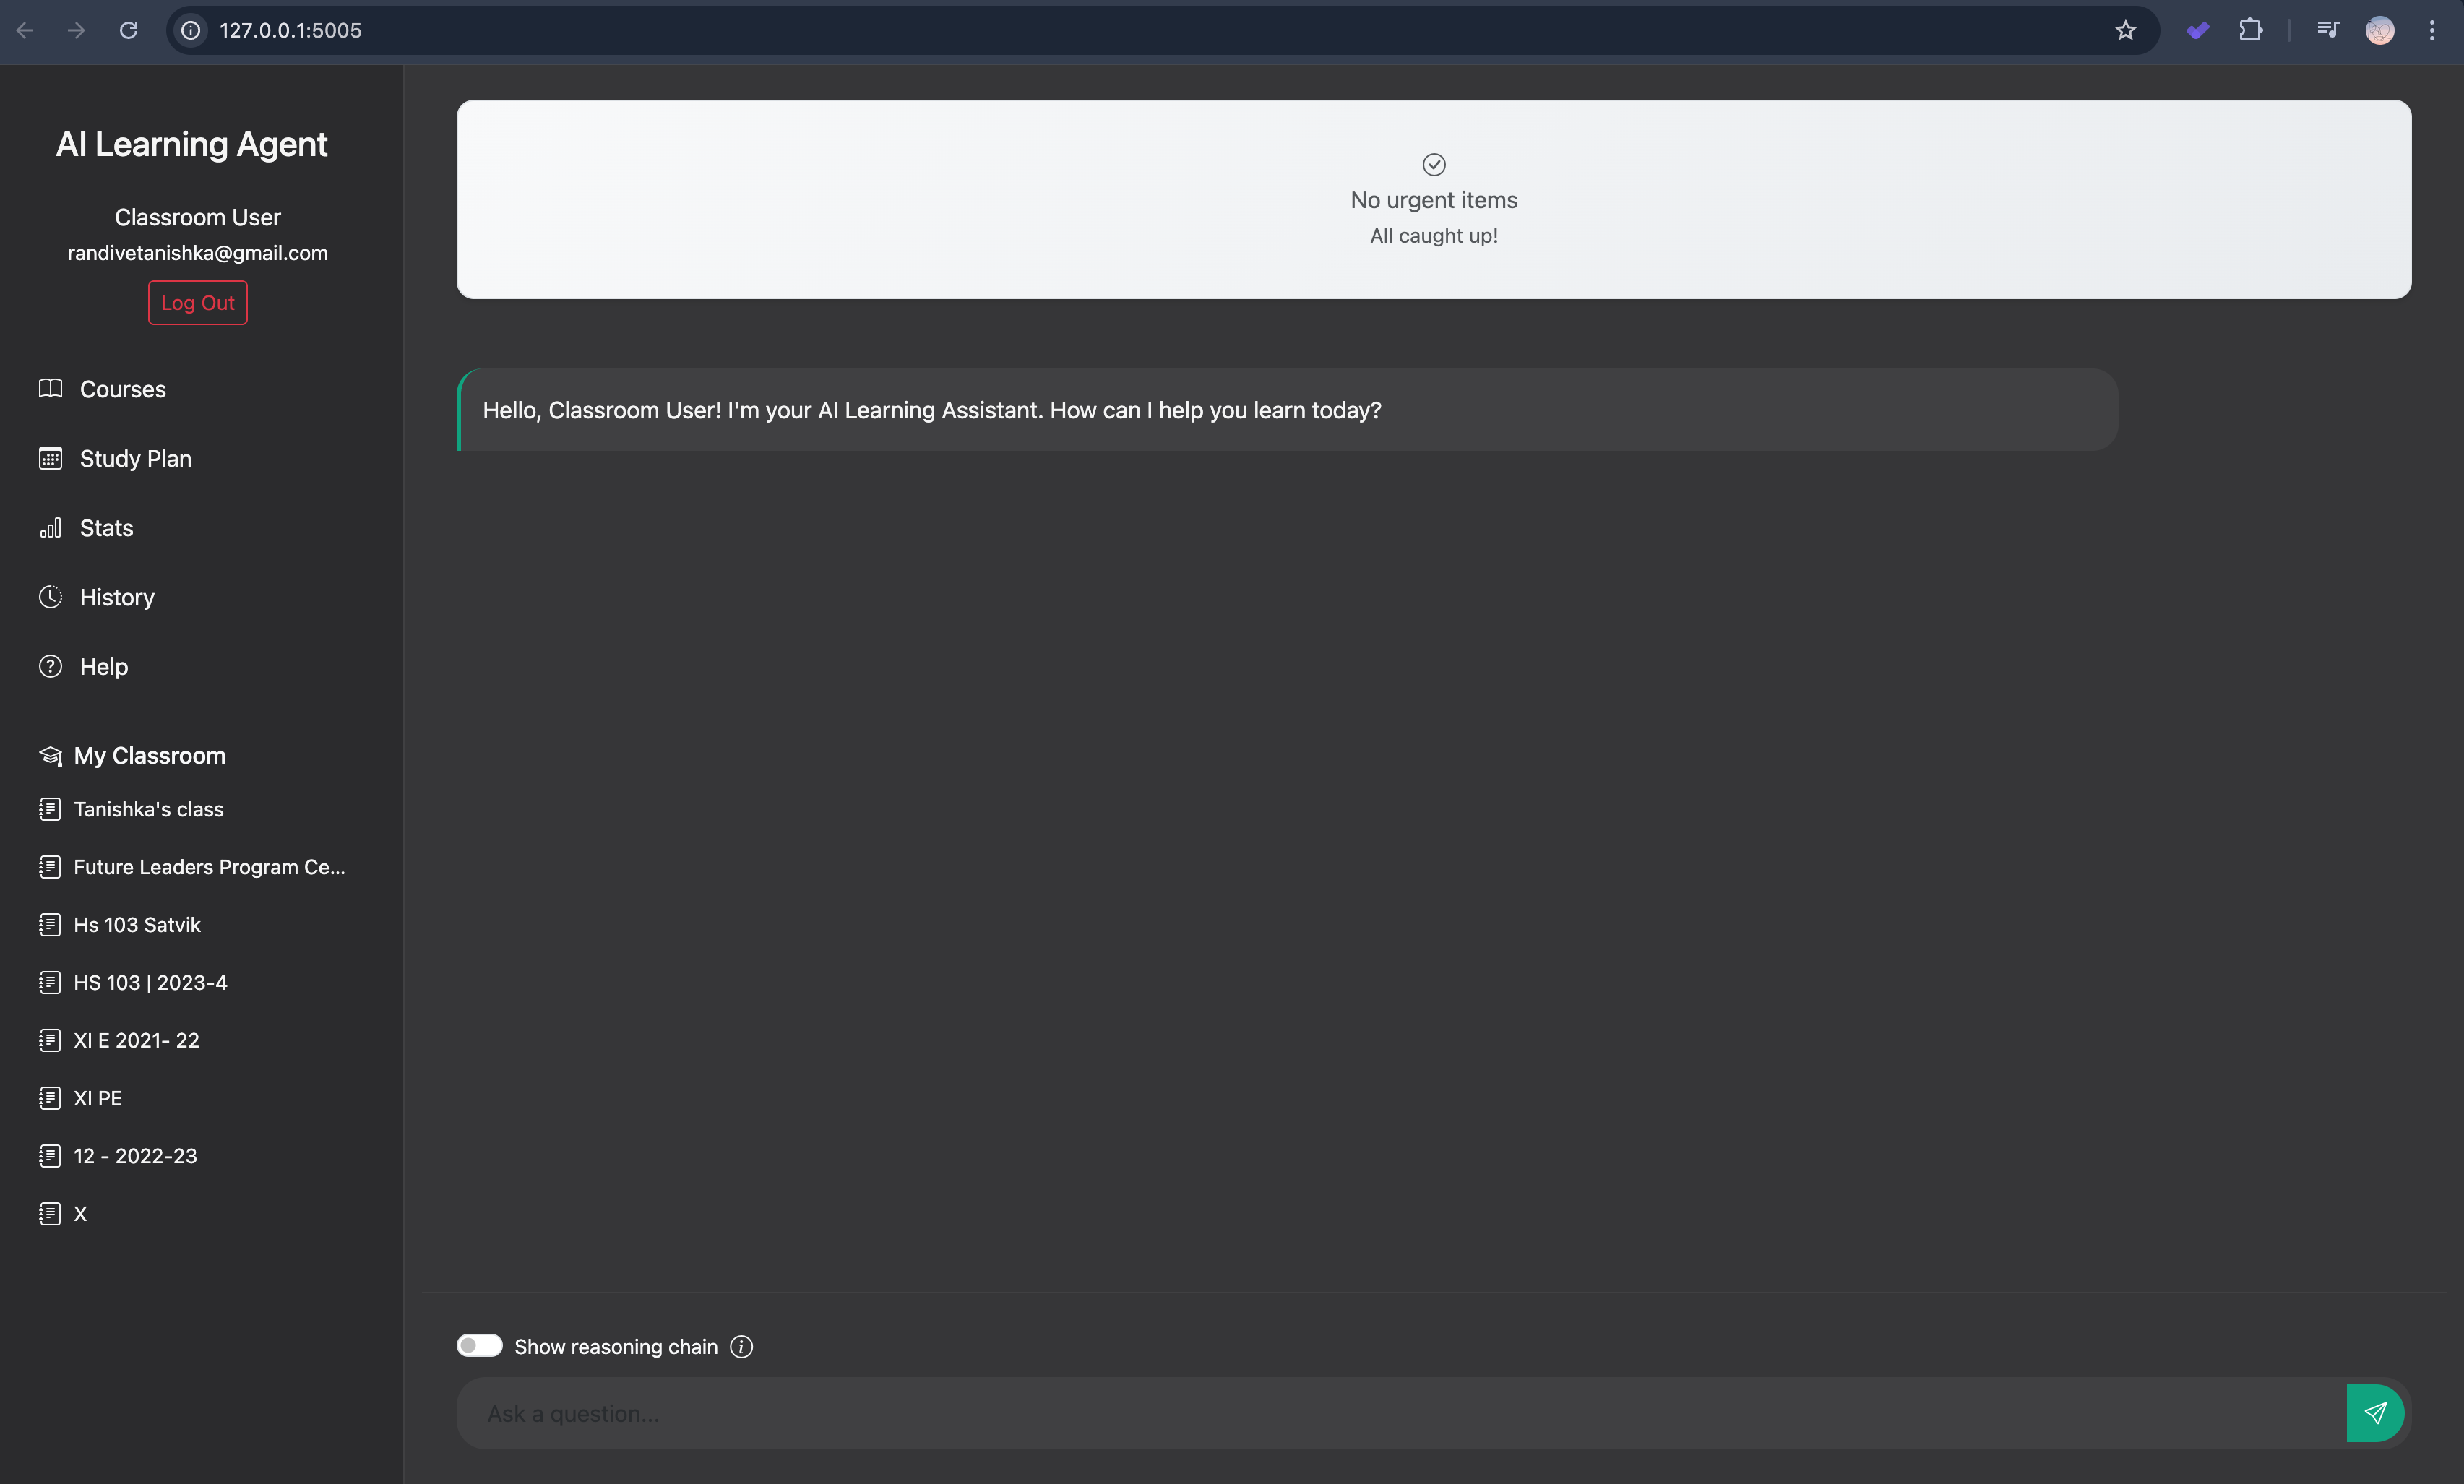 127.0.0.1:5005
AI Learning Agent
Classroom User
randivetanishka@gmail.com
Log Out
Courses
Study Plan
Stats
History
Help
My Classroom
Tanishka's class
Future Leaders Program Ce...
Hs 103 Satvik
HS 103 | 2023-4
XI E 2021- 22
XI PE
12 - 2022-23
X
No urgent items
All caught up!
Hello, Classroom User! I'm your AI Learning Assistant. How can I help you learn today?
Show reasoning chain
Ask a question...